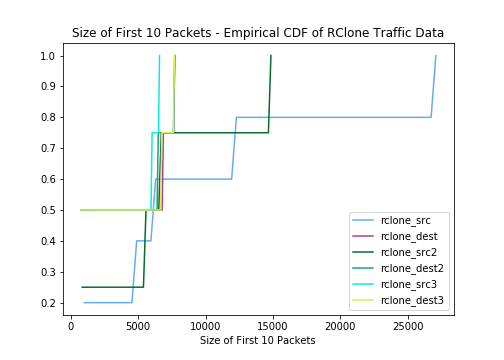 Size of First 10 Packets - Empirical CDF of RClone Traffic Data
1.0
0.9
0.8
0.7
0.6
0.5
0.4
0.3
0.2
rclone_src
rclone_dest
rclone_src2
rclone_dest2
rclone_src3
rclone_dest3
0 5000 10000 15000 20000 25000
Size of First 10 Packets